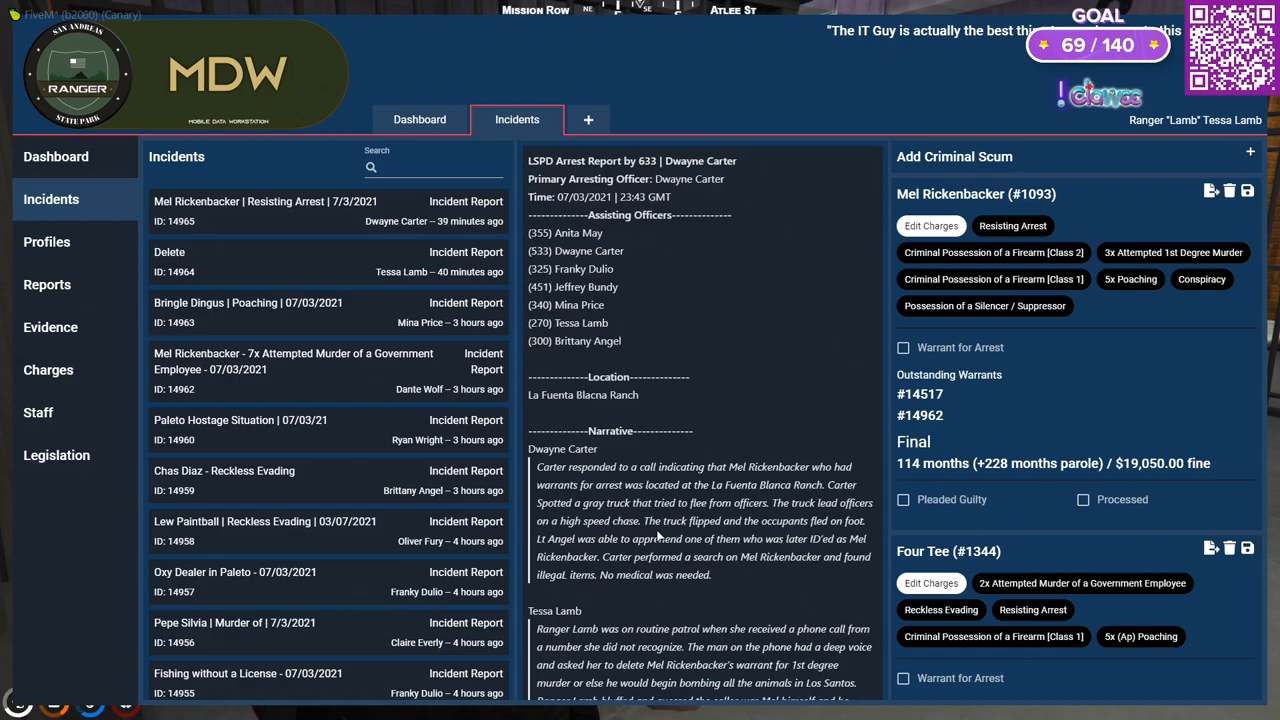 FiveM® (b2060) (Canary)
Mission Row
NE
SE
Atlee St
"The IT Guy is actually the best
this
GOAL
69 / 140
SAN ANDREAS
RANGER
STATE PARK
MDW
MOBILE DATA WORKSTATION
Dashboard
Incidents
+
Ranger "Lamb" Tessa Lamb
Dashboard
Incidents
Profiles
Reports
Evidence
Charges
Staff
Legislation
Incidents
Search
Mel Rickenbacker | Resisting Arrest | 7/3/2021
Incident Report
ID: 14965
Dwayne Carter -- 39 minutes ago
Delete
Incident Report
ID: 14964
Tessa Lamb -- 40 minutes ago
Bringle Dingus | Poaching | 07/03/2021
Incident Report
ID: 14963
Mina Price -- 3 hours ago
Mel Rickenbacker - 7x Attempted Murder of a Government
Employee - 07/03/2021
Incident
Report
ID: 14962
Dante Wolf -- 3 hours ago
Paleto Hostage Situation | 07/03/21
Incident Report
ID: 14960
Ryan Wright -- 3 hours ago
Chas Diaz - Reckless Evading
Incident Report
ID: 14959
Brittany Angel -- 3 hours ago
Lew Paintball | Reckless Evading | 03/07/2021
Incident Report
ID: 14958
Oliver Fury -- 4 hours ago
Oxy Dealer in Paleto - 07/03/2021
Incident Report
ID: 14957
Franky Dulio -- 4 hours ago
Pepe Silvia | Murder of | 7/3/2021
Incident Report
ID: 14956
Claire Everly -- 4 hours ago
Fishing without a License - 07/03/2021
Incident Report
ID: 14955
Franky Dulio -- 4 hours ago
LSPD Arrest Report by 633 | Dwayne Carter
Primary Arresting Officer: Dwayne Carter
Time: 07/03/2021 | 23:43 GMT
--------------Assisting Officers--------------
(355) Anita May
(533) Dwayne Carter
(325) Franky Dulio
(451) Jeffrey Bundy
(340) Mina Price
(270) Tessa Lamb
(300) Brittany Angel
--------------Location--------------
La Fuenta Blacna Ranch
--------------Narrative--------------
Dwayne Carter
Carter responded to a call indicating that Mel Rickenbacker who had
warrants for arrest was located at the La Fuenta Blanca Ranch. Carter
Spotted a gray truck that tried to flee from officers. The truck lead officers
on a high speed chase. The truck flipped and the occupants fled on foot.
Lt Angel was able to apprehend one of them who was later ID'ed as Mel
Rickenbacker. Carter performed a search on Mel Rickenbacker and found
illegal items. No medical was needed.
Tessa Lamb
Ranger Lamb was on routine patrol when she received a phone call from
a number she did not recognize. The man on the phone had a deep voice
and asked her to delete Mel Rickenbacker's warrant for 1st degree
murder or else he would begin bombing all the animals in Los Santos.
Ranger Lamb bluffed and guessed the caller was Mel himself and he
Add Criminal Scum
+
Mel Rickenbacker (#1093)
Edit Charges
Resisting Arrest
Criminal Possession of a Firearm [Class 2]
3x Attempted 1st Degree Murder
Criminal Possession of a Firearm [Class 1]
5x Poaching
Conspiracy
Possession of a Silencer / Suppressor
Warrant for Arrest
Outstanding Warrants
#14517
#14962
Final
114 months (+228 months parole) / $19,050.00 fine
Pleaded Guilty
Processed
Four Tee (#1344)
Edit Charges
2x Attempted Murder of a Government Employee
Reckless Evading
Resisting Arrest
Criminal Possession of a Firearm [Class 1]
5x (Ap) Poaching
Warrant for Arrest